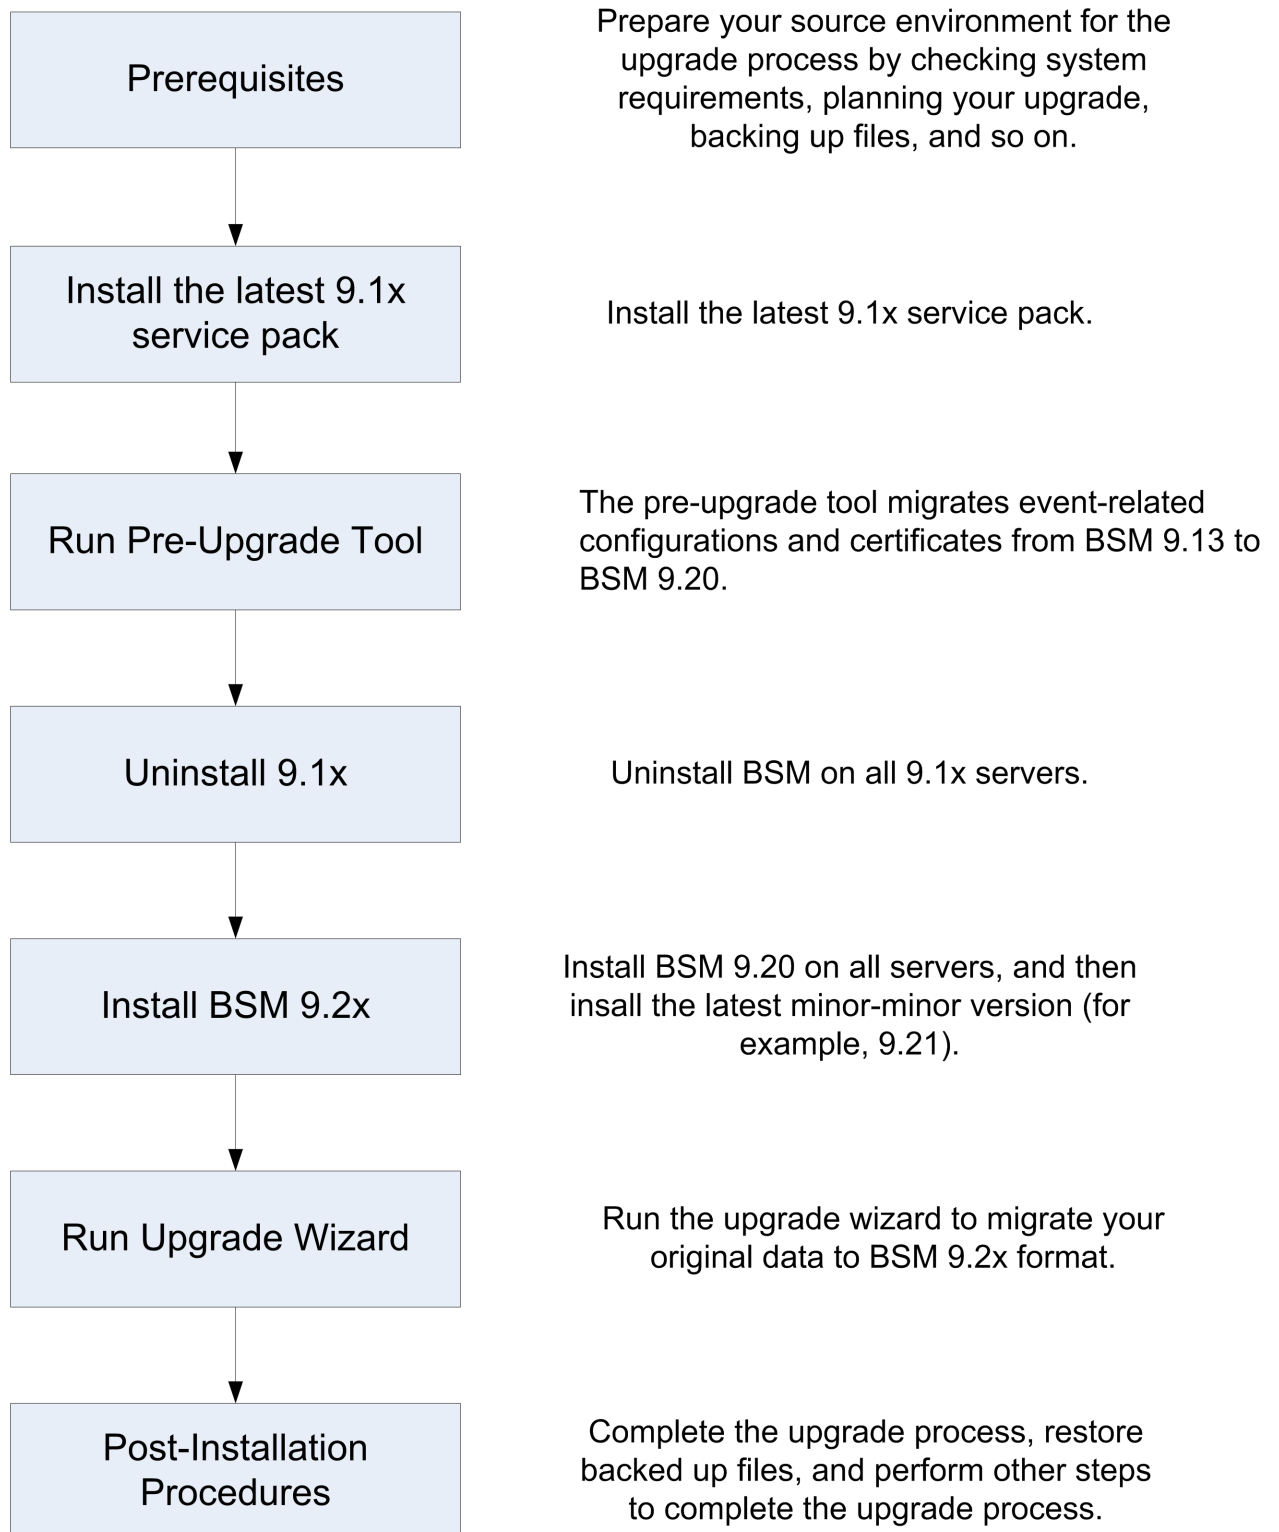 Prerequisites
Prepare your source environment for the
upgrade process by checking system
requirements, planning your upgrade,
backing up files, and so on.
Install the latest 9.1x
service pack
Install the latest 9.1x service pack.
Run Pre-Upgrade Tool
The pre-upgrade tool migrates event-related
configurations and certificates from BSM 9.13 to
BSM 9.20.
Uninstall 9.1x
Uninstall BSM on all 9.1x servers.
Install BSM 9.2x
Install BSM 9.20 on all servers, and then
insall the latest minor-minor version (for
example, 9.21).
Run Upgrade Wizard
Run the upgrade wizard to migrate your
original data to BSM 9.2x format.
Post-Installation
Procedures
Complete the upgrade process, restore
backed up files, and perform other steps
to complete the upgrade process.